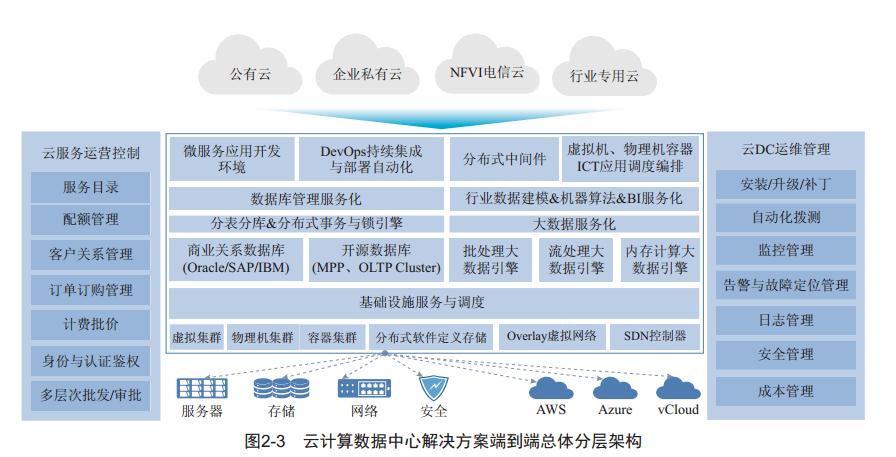 公有云
企业私有云
NFVI电信云
行业专用云
云服务运营控制
服务目录
配额管理
客户关系管理
订单订购管理
计费批价
身份与认证鉴权
多层次批发/审批
微服务应用开发
环境
DevOps持续集成
与部署自动化
分布式中间件
虚拟机、物理机容器
ICT应用调度编排
数据库管理服务化
行业数据建模&机器算法&BI服务化
分表分库&分布式事务与锁引擎
大数据服务化
商业关系数据库
(Oracle/SAP/IBM)
开源数据库
(MPP、OLTP Cluster)
批处理大
数据引擎
流处理大
数据引擎
内存计算大
数据引擎
基础设施服务与调度
虚拟集群
物理机集群
容器集群
分布式软件定义存储
Overlay虚拟网络
SDN控制器
服务器
存储
网络
安全
AWS
Azure
vCloud
云DC运维管理
安装/升级/补丁
自动化拨测
监控管理
告警与故障定位管理
日志管理
安全管理
成本管理
图2-3 云计算数据中心解决方案端到端总体分层架构